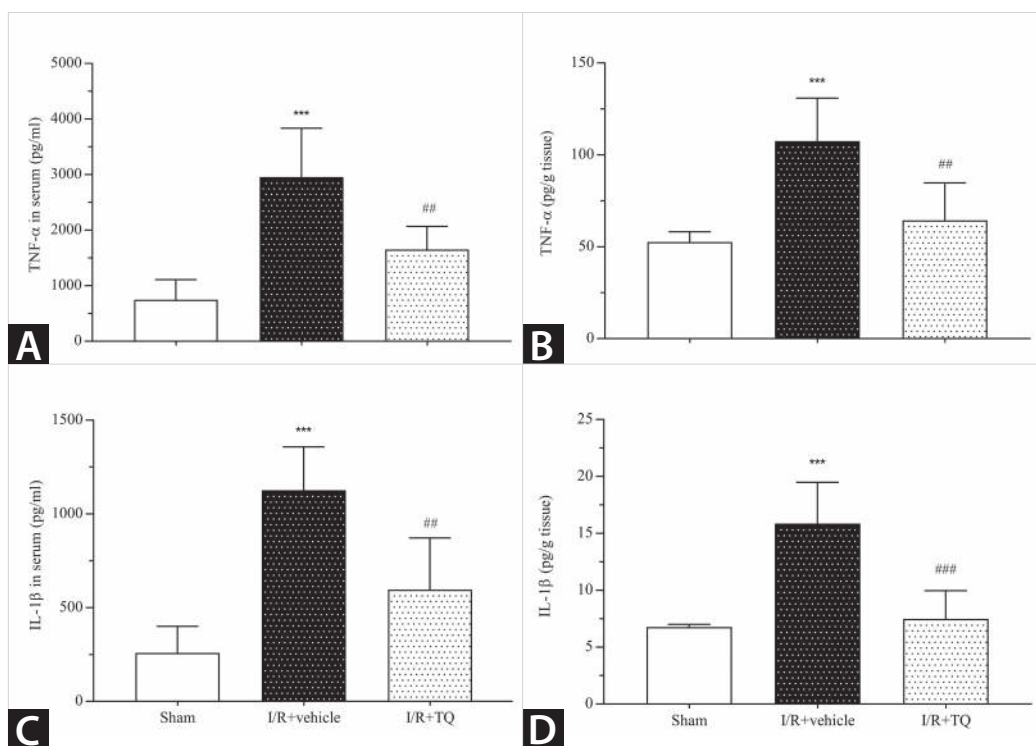 5000
4000
3000
2000
1000
0
TNF-α in serum (pg/ml)
***
##
A
150
100
50
0
TNF-α (pg/g tissue)
***
##
B
1500
1000
500
0
IL-1β in serum (pg/ml)
***
##
Sham I/R+vehicle I/R+TQ
C
25
20
15
10
5
0
IL-1β (pg/g tissue)
***
###
Sham I/R+vehicle I/R+TQ
D